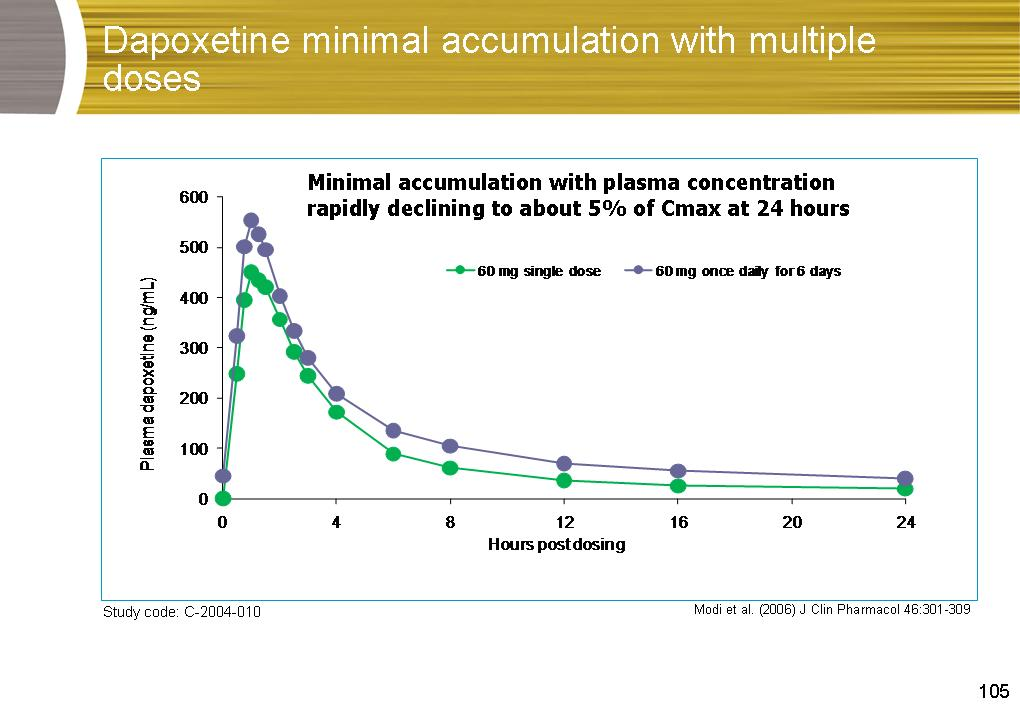 Dapoxetine minimal accumulation with multiple
doses
Minimal accumulation with plasma concentration
rapidly declining to about 5% of Cmax at 24 hours
60 mg single dose
60 mg once daily for 6 days
Plasma dapoxetine (ng/mL)
600
500
400
300
200
100
0
0 4 8 12 16 20 24
Hours post dosing
Study code: C-2004-010
Modi et al. (2006) J Clin Pharmacol 46:301-309
105